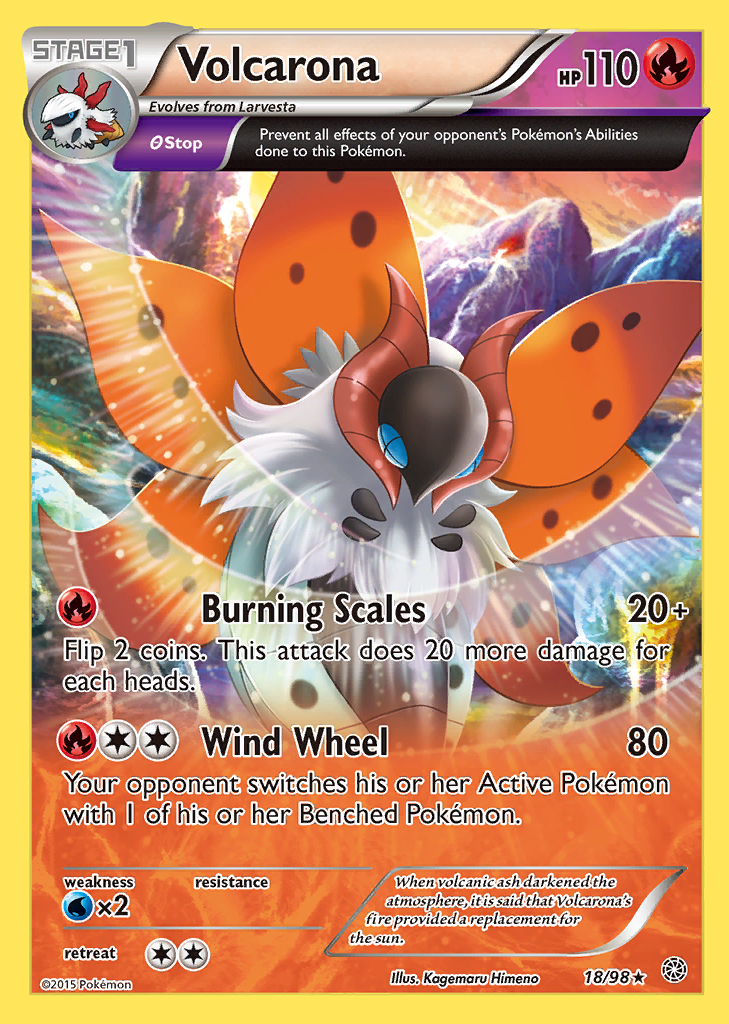 STAGE1
Volcarona
HP110
Evolves from Larvesta
θStop
Prevent all effects of your opponent's Pokémon's Abilities
done to this Pokémon.
Burning Scales 20+
Flip 2 coins. This attack does 20 more damage for
each heads.
Wind Wheel 80
Your opponent switches his or her Active Pokémon
with 1 of his or her Benched Pokémon.
weakness resistance
×2
retreat
When volcanic ash darkened the
atmosphere, it is said that Volcarona's
fire provided a replacement for
the sun.
©2015 Pokémon
Illus. Kagemaru Himeno
18/98★